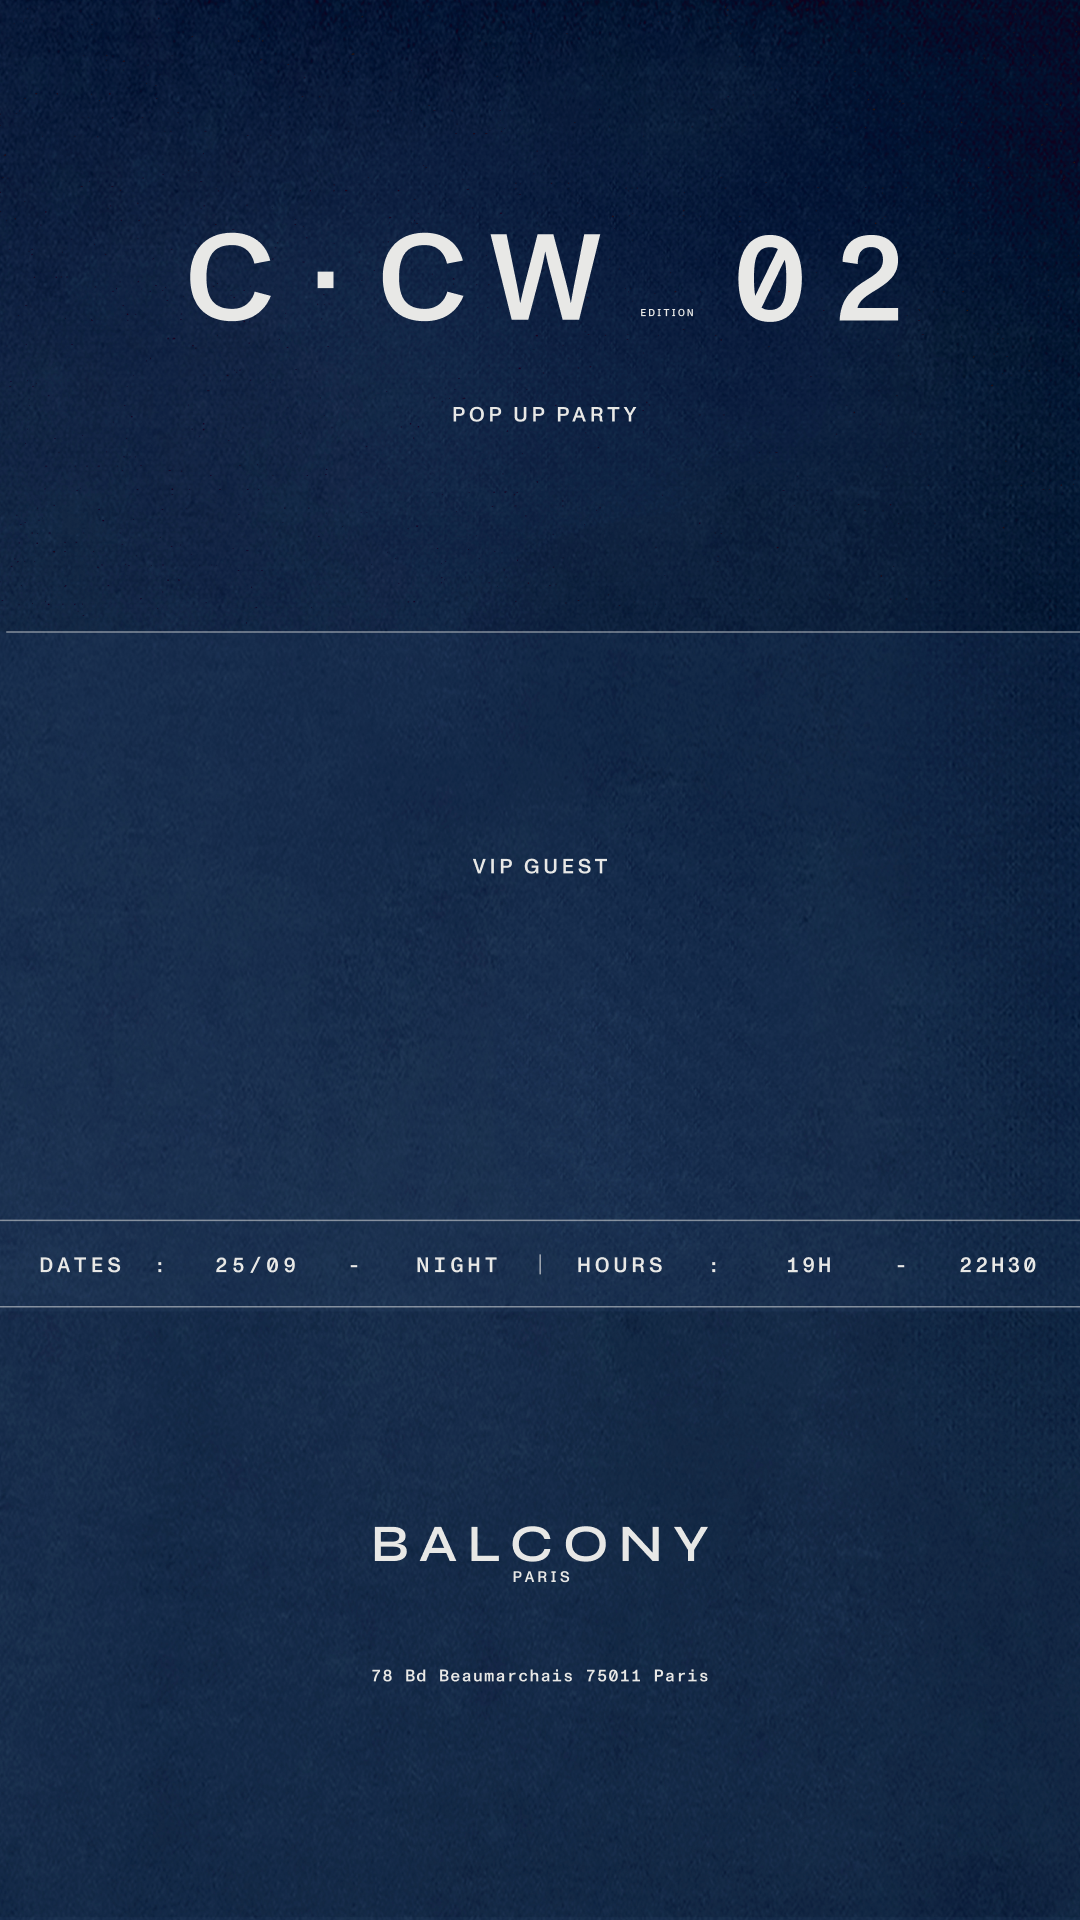 C·CW EDITION 02
POP UP PARTY
VIP GUEST
DATES : 25/09 - NIGHT | HOURS : 19H - 22H30
BALCONY
PARIS
78 Bd Beaumarchais 75011 Paris